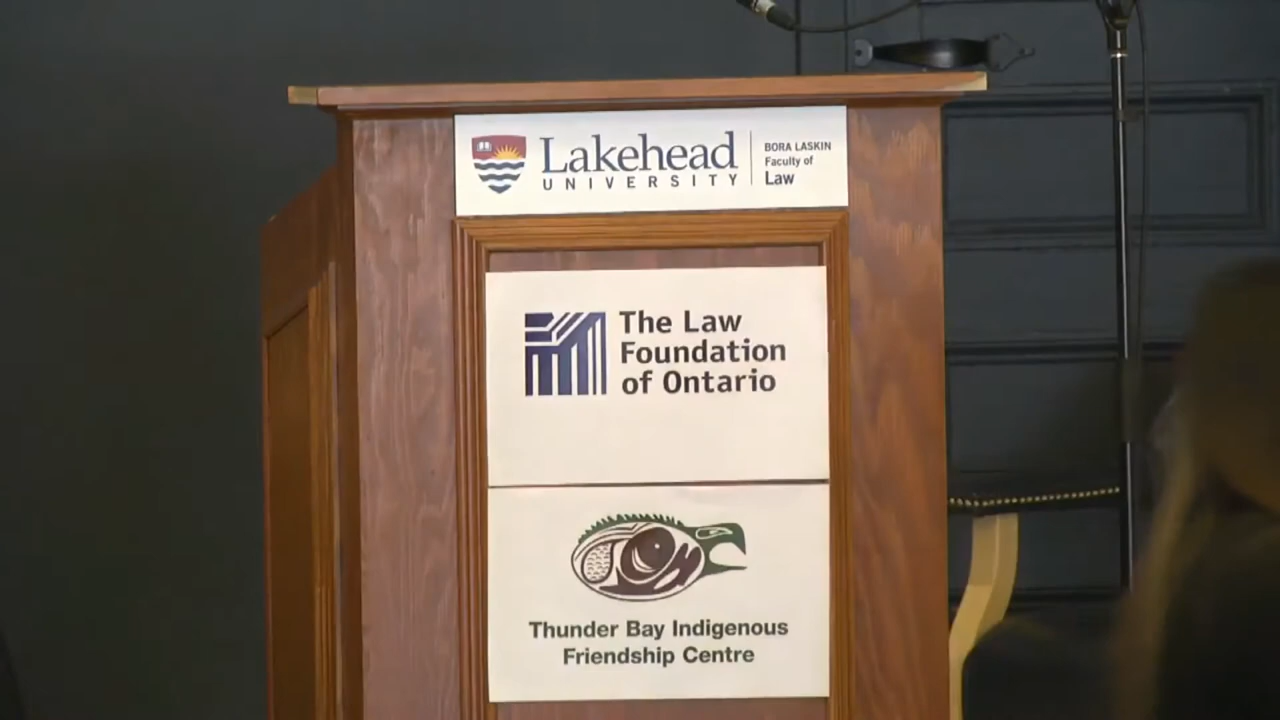 Lakehead
UNIVERSITY
BORA LASKIN
Faculty of
Law
The Law
Foundation
of Ontario
Thunder Bay Indigenous
Friendship Centre